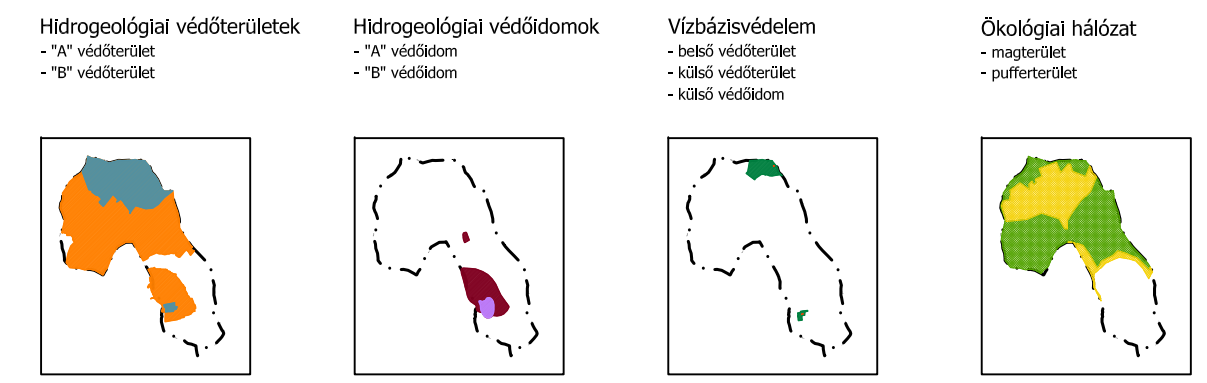 Hidrogeológiai védőterületek
- "A" védőterület
- "B" védőterület
Hidrogeológiai védőidomok
- "A" védőidom
- "B" védőidom
Vízbázisvédelem
- belső védőterület
- külső védőterület
- külső védőidom
Ökológiai hálózat
- magterület
- pufferterület